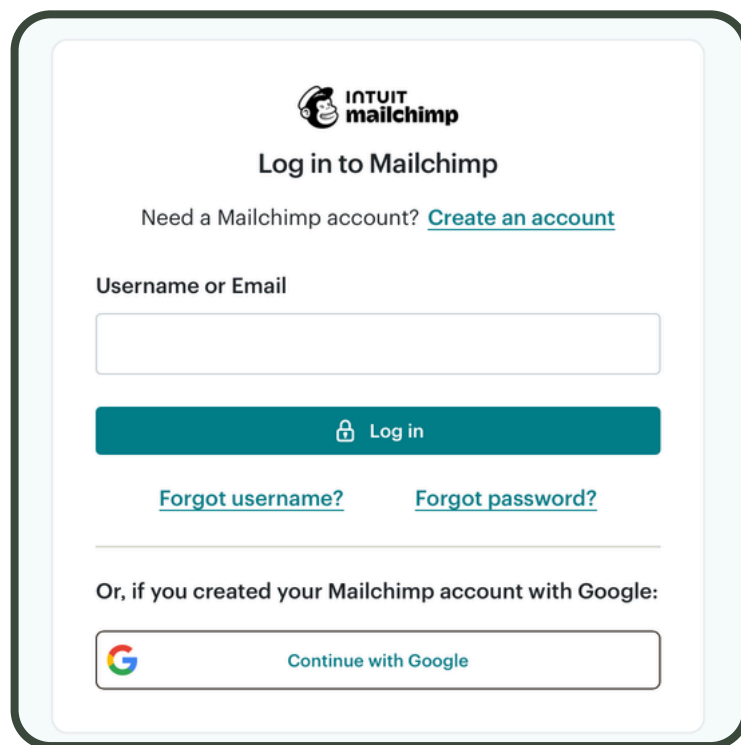 INTUIT
mailchimp
Log in to Mailchimp
Need a Mailchimp account? Create an account
Username or Email
Log in
Forgot username? Forgot password?
Or, if you created your Mailchimp account with Google:
Continue with Google